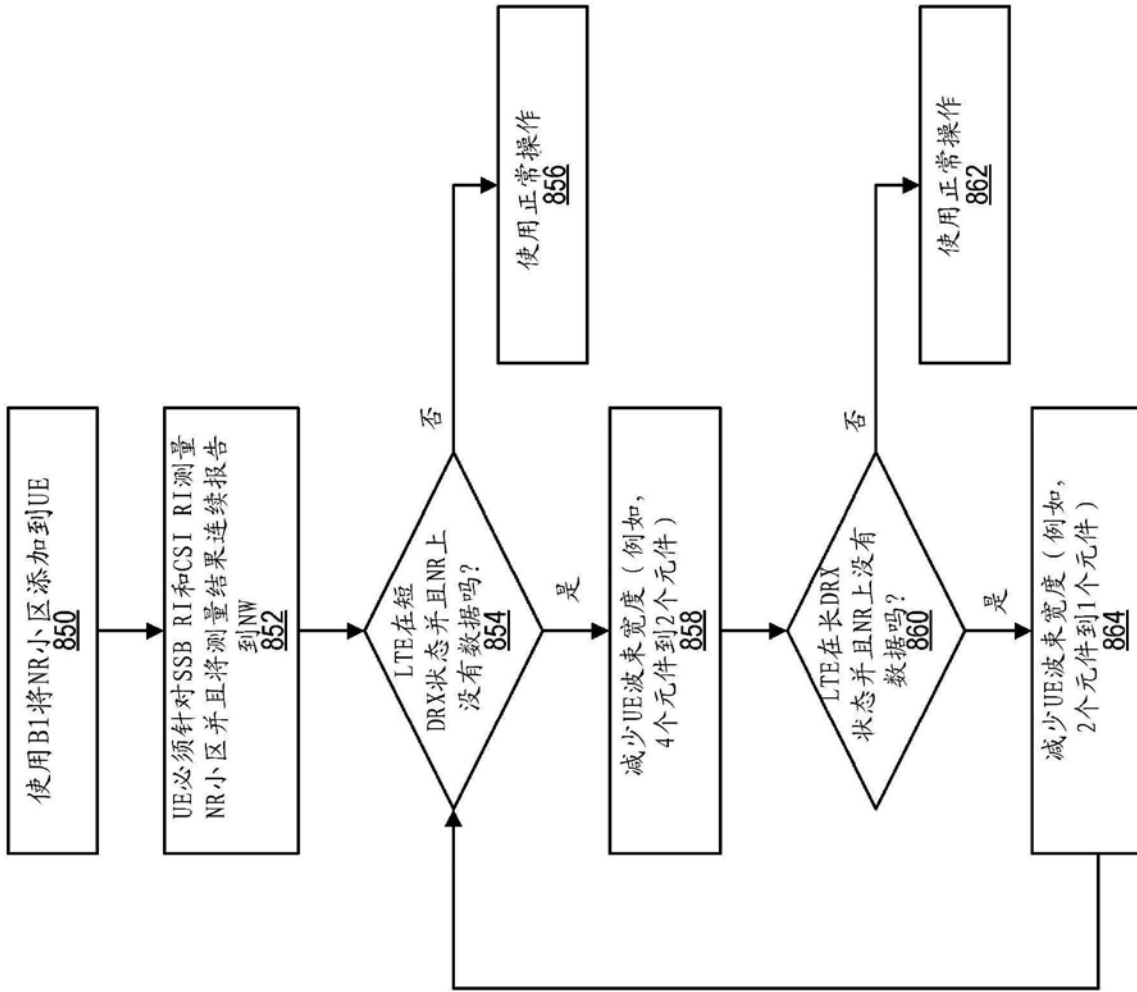 使用B1将NR小区添加到UE
850
UE必须针对SSB RI和CSI RI测量
NR小区并且将测量结果连续报告
到NW
852
LTE在短
DRX状态并且NR上
没有数据吗?
854
否
使用正常操作
856
是
减少UE波束宽度（例如,
4个元件到2个元件）
858
LTE在长DRX
状态并且NR上没有
数据吗?
860
否
使用正常操作
862
是
减少UE波束宽度（例如,
2个元件到1个元件）
864